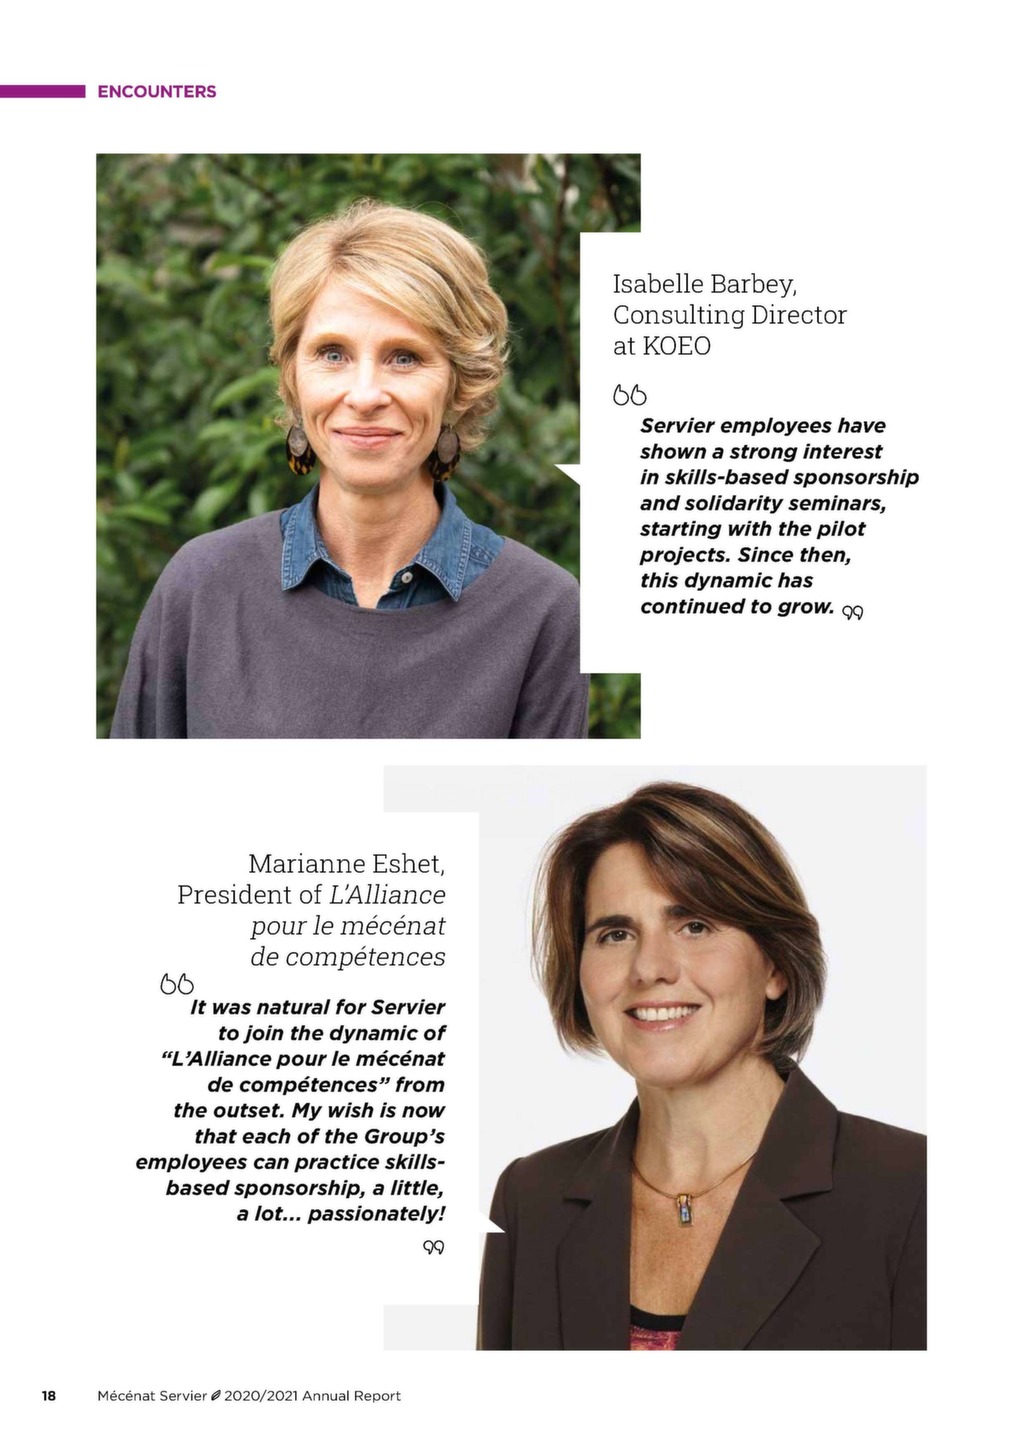 ENCOUNTERS
Isabelle Barbey,
Consulting Director
at KOEO
Servier employees have
shown a strong interest
in skills-based sponsorship
and solidarity seminars,
starting with the pilot
projects. Since then,
this dynamic has
continued to grow.
Marianne Eshet,
President of L’Alliance
pour le mécénat
de compétences
It was natural for Servier
to join the dynamic of
“L’Alliance pour le mécénat
de compétences” from
the outset. My wish is now
that each of the Group’s
employees can practice skills-
based sponsorship, a little,
a lot... passionately!
18 Mécénat Servier 2020/2021 Annual Report